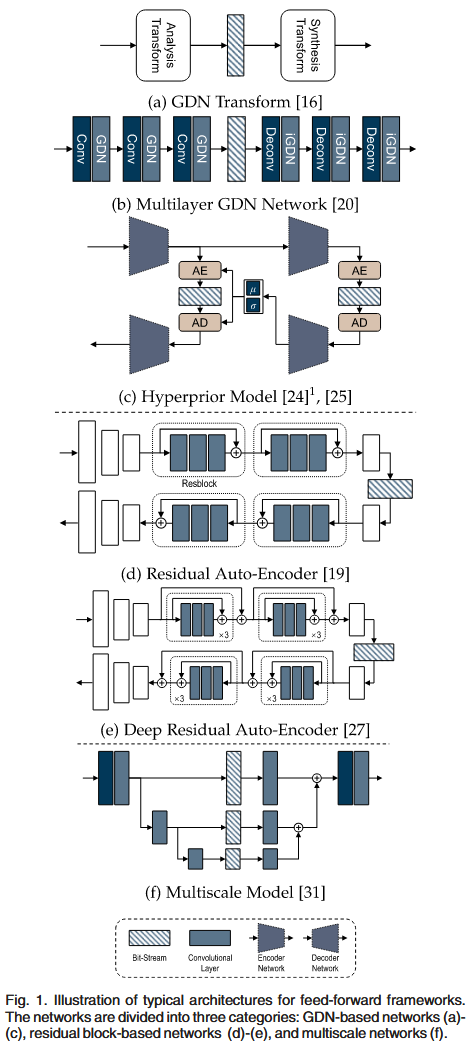 Analysis
Transform
Synthesis
Transform
(a) GDN Transform [16]
Conv
GDN
Conv
GDN
Conv
GDN
Deconv
iGDN
Deconv
iGDN
Deconv
iGDN
(b) Multilayer GDN Network [20]
AE
AE
μ
σ
AD
AD
(c) Hyperprior Model [24]¹, [25]
Resblock
(d) Residual Auto-Encoder [19]
×3
×3
×3
×3
(e) Deep Residual Auto-Encoder [27]
(f) Multiscale Model [31]
Bit-Stream
Convolutional
Layer
Encoder
Network
Decoder
Network
Fig. 1. Illustration of typical architectures for feed-forward frameworks.
The networks are divided into three categories: GDN-based networks (a)-
(c), residual block-based networks (d)-(e), and multiscale networks (f).